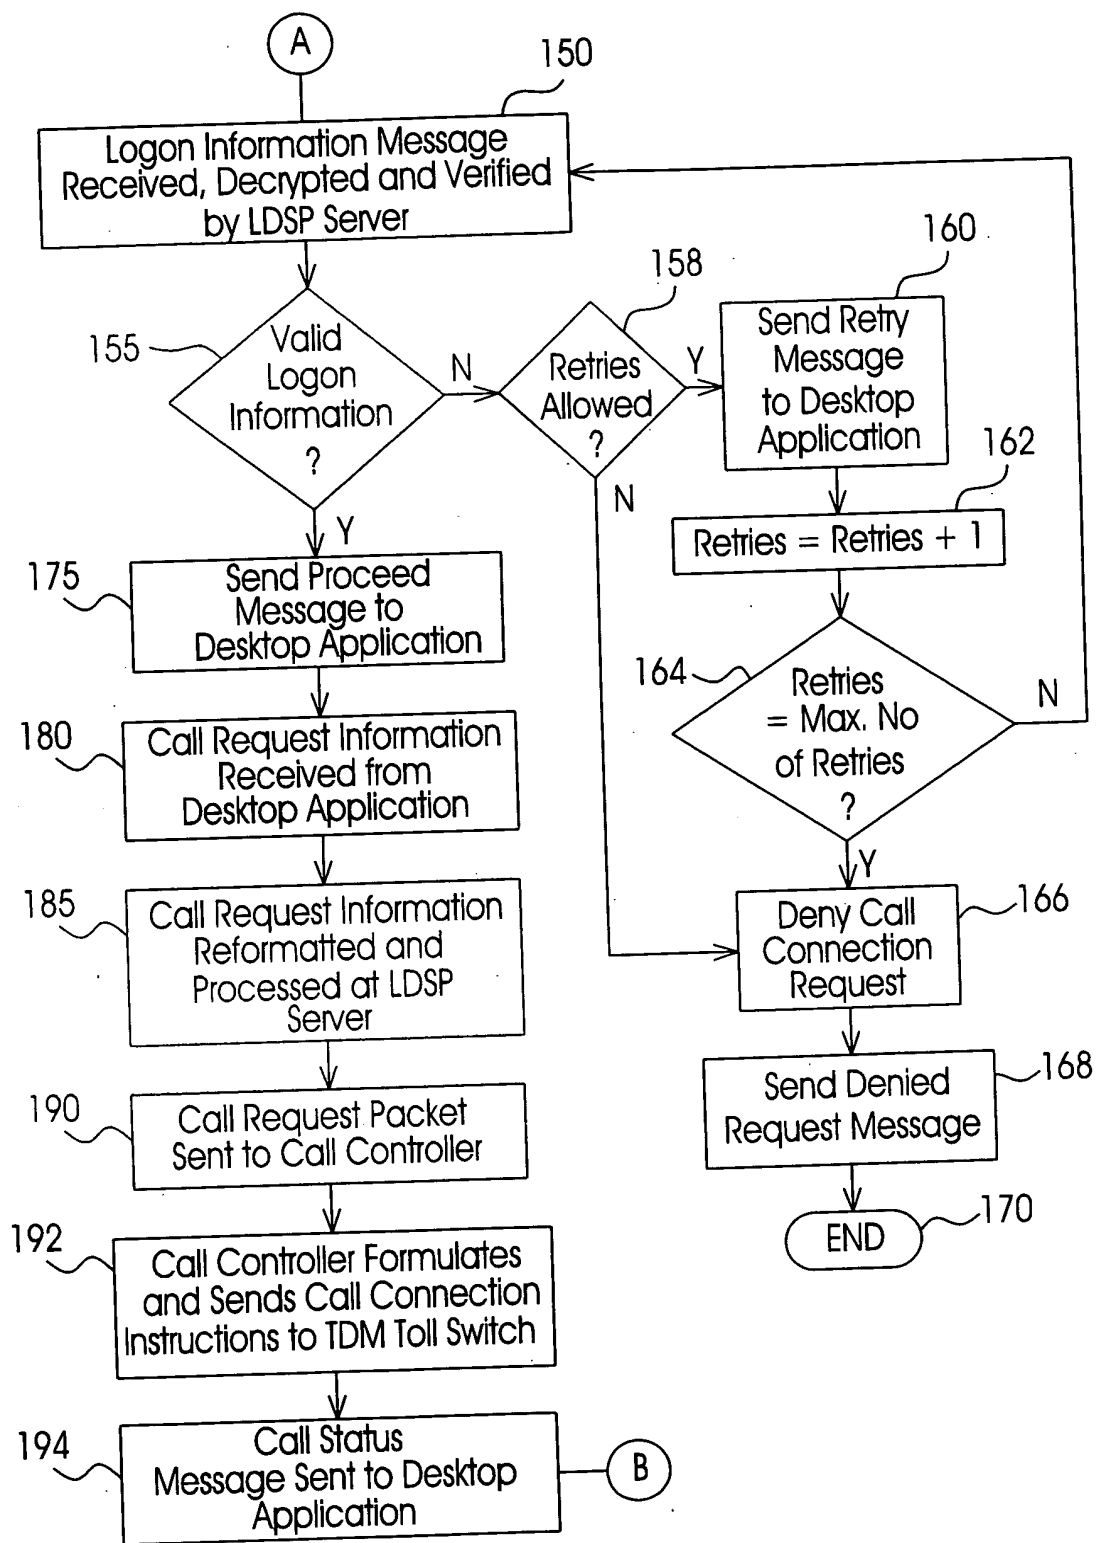 A
150
Logon Information Message
Received, Decrypted and Verified
by LDSP Server
155
Valid
Logon
Information
?
N
158
Retries
Allowed
?
Y
N
160
Send Retry
Message
to Desktop
Application
162
Retries = Retries + 1
164
Retries
= Max. No
of Retries
?
N
Y
166
Deny Call
Connection
Request
168
Send Denied
Request Message
END
170
Y
175
Send Proceed
Message to
Desktop Application
180
Call Request Information
Received from
Desktop Application
185
Call Request Information
Reformatted and
Processed at LDSP
Server
190
Call Request Packet
Sent to Call Controller
192
Call Controller Formulates
and Sends Call Connection
Instructions to TDM Toll Switch
194
Call Status
Message Sent to Desktop
Application
B